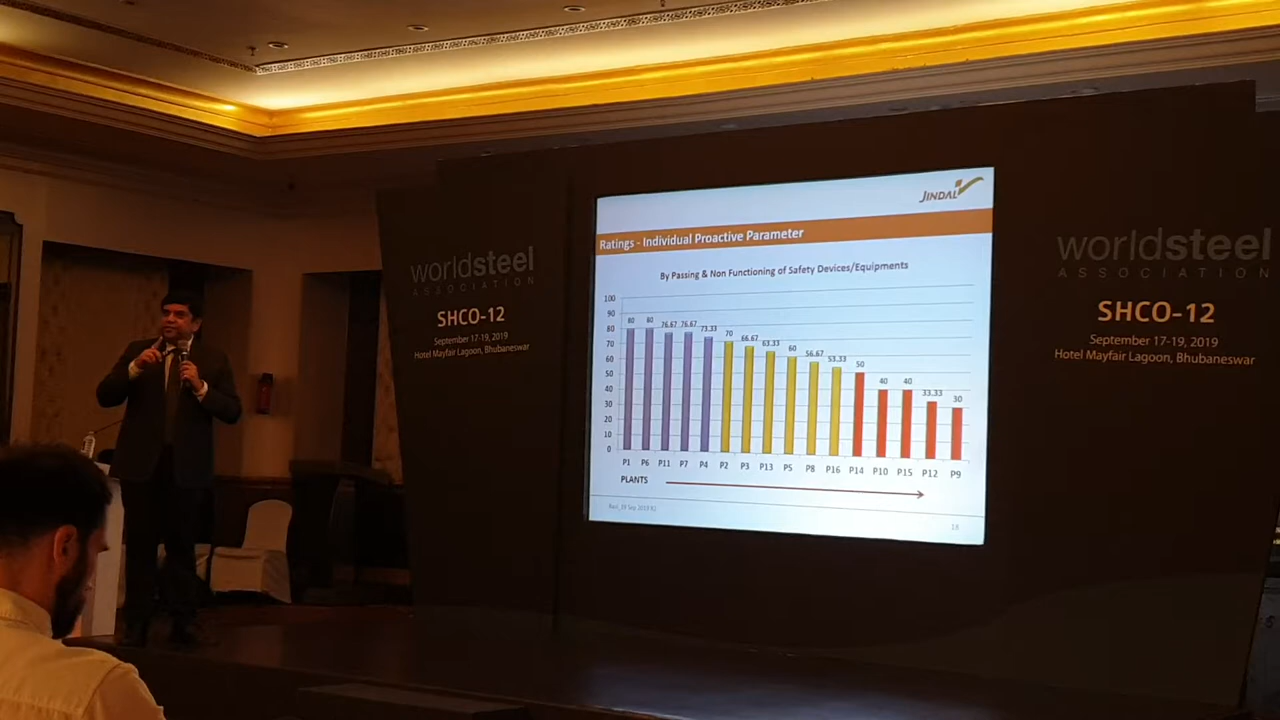 JINDAL
Ratings - Individual Proactive Parameter
By Passing & Non Functioning of Safety Devices/Equipments
100
90
80
70
60
50
40
30
20
10
0
80 80 76.67 76.67 73.33 70 66.67 63.33 60 56.67 53.33 50 40 40 33.33 30
P1 P6 P11 P7 P4 P2 P3 P13 P5 P8 P16 P14 P10 P15 P12 P9
PLANTS
Sep 2019
18
worldsteel
ASSOCIATION
SHCO-12
September 17-19, 2019
Hotel Mayfair Lagoon, Bhubaneswar
worldsteel
ASSOCIATION
SHCO-12
September 17-19, 2019
Hotel Mayfair Lagoon, Bhubaneswar